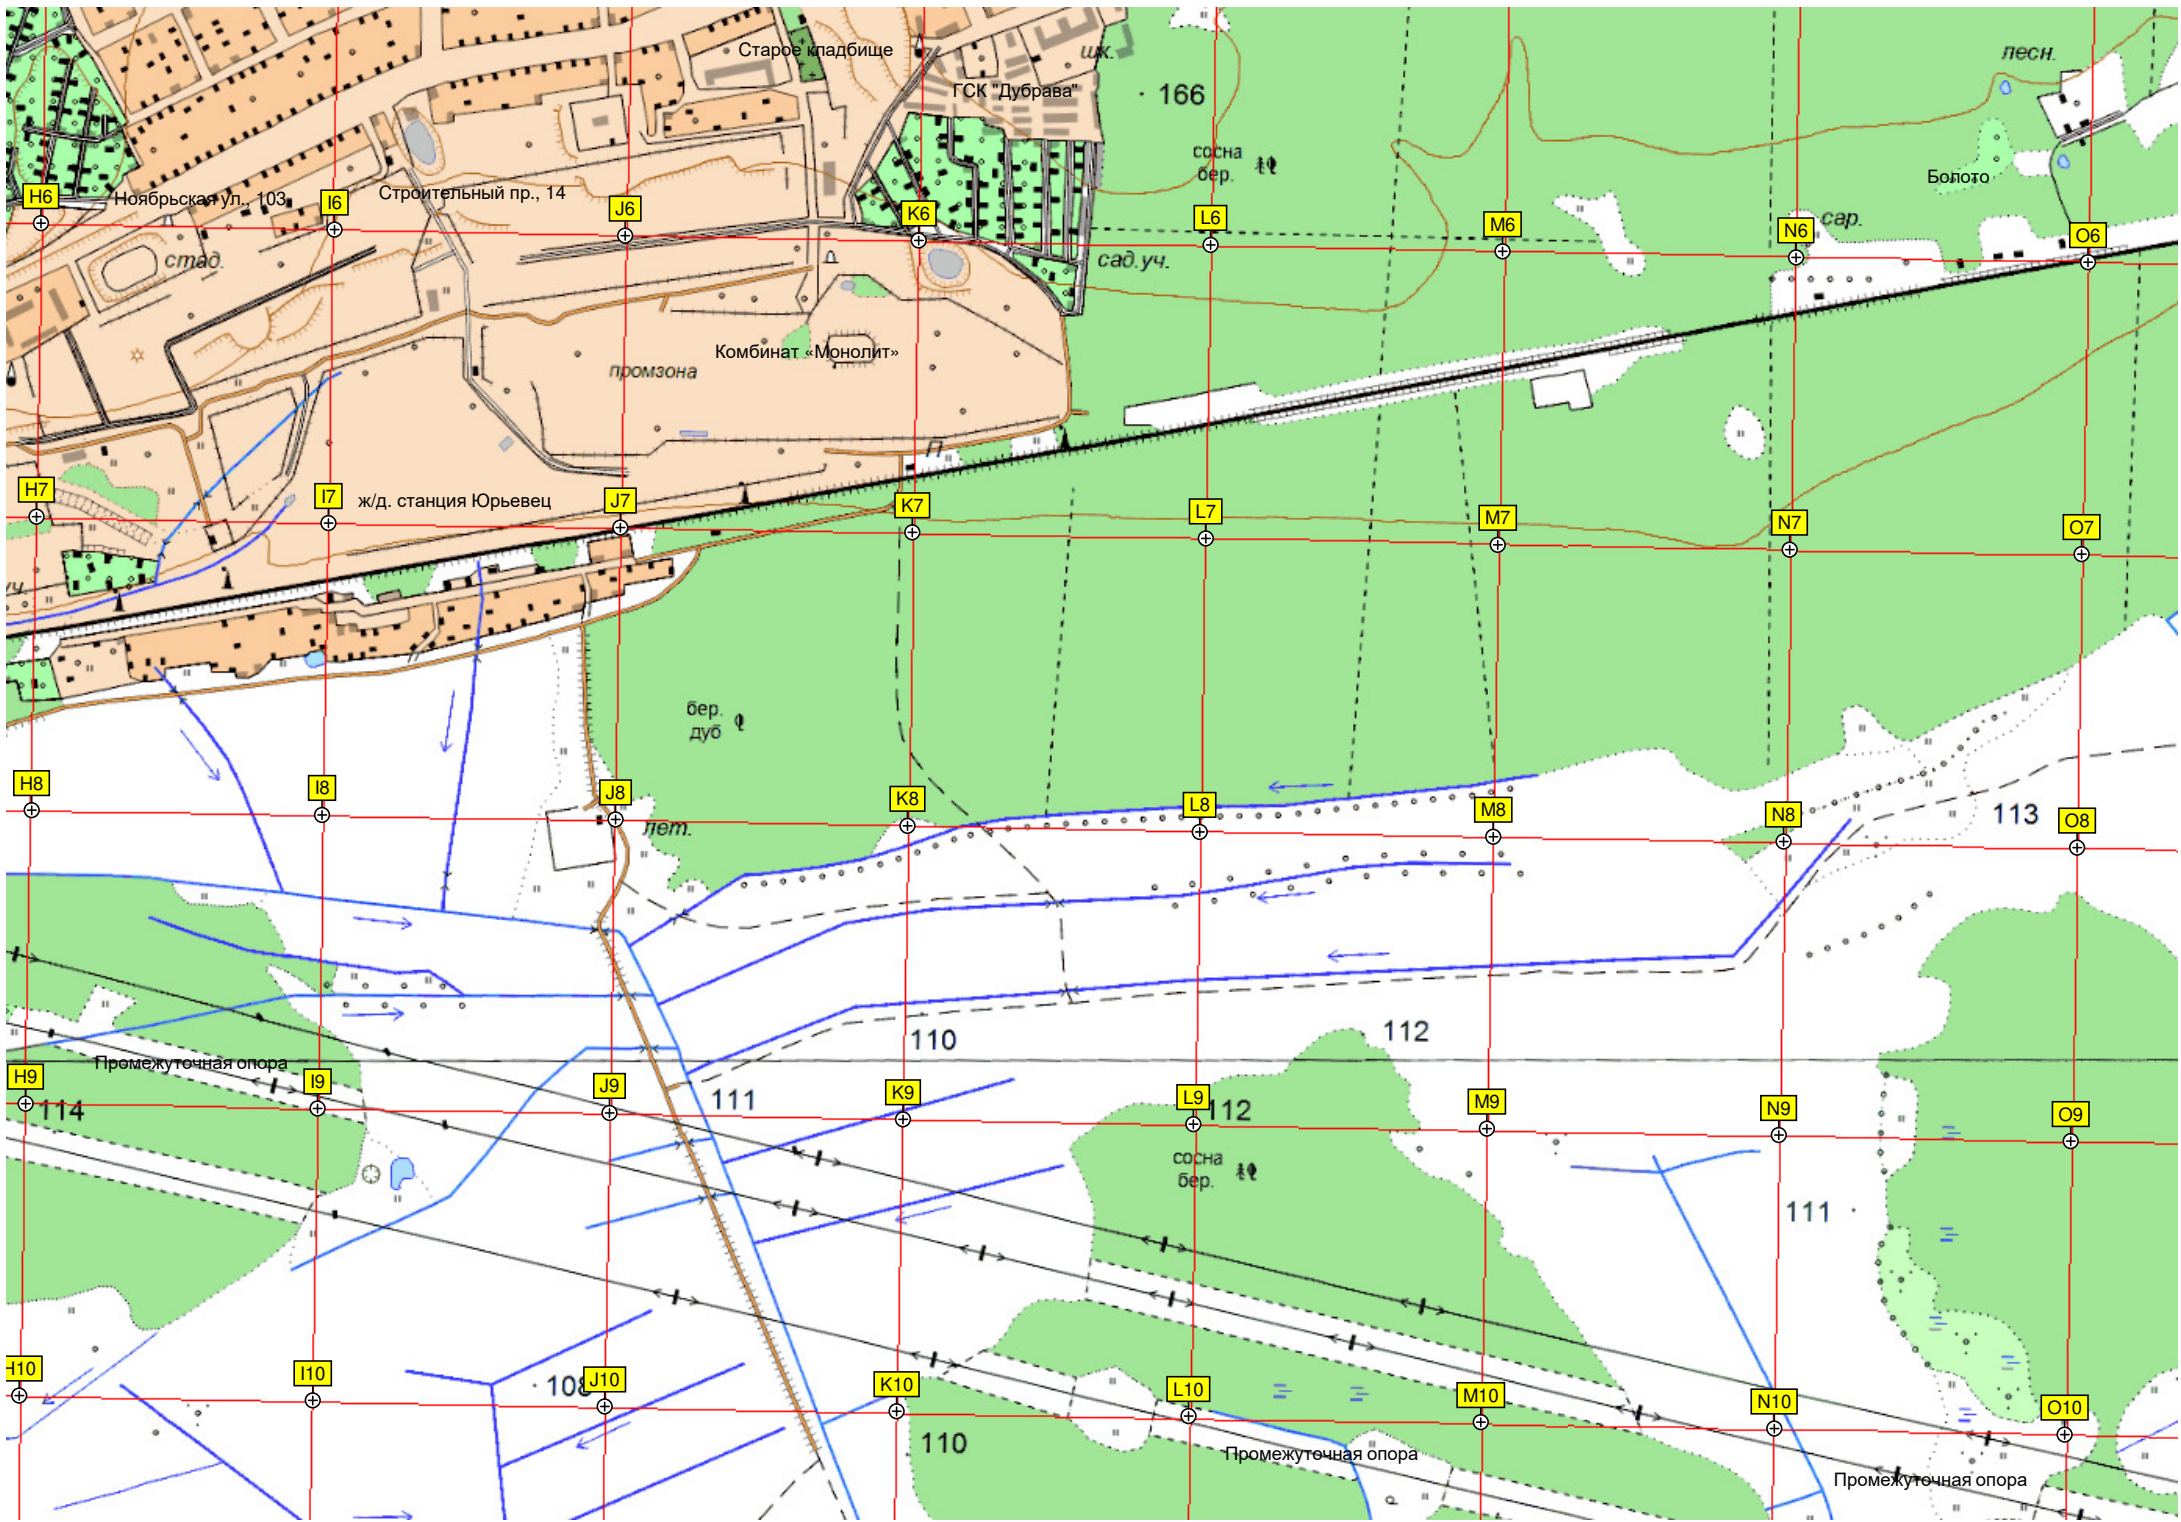 Старое кладбище
шк.
лесн.
ГСК "Дубрава"
166
сосна
бер.
Болото
H6
Ноябрьская ул., 103
I6
Строительный пр., 14
J6
K6
L6
M6
N6
сар.
O6
стад.
сад.уч.
Комбинат «Монолит»
промзона
П
H7
I7
ж/д. станция Юрьевец
J7
K7
L7
M7
N7
O7
уч.
бер.
дуб
H8
I8
J8
K8
L8
M8
N8
113
O8
лет.
110
112
Промежуточная опора
H9
114
I9
J9
111
K9
L9
112
M9
N9
O9
сосна
бер.
111
H10
I10
108
J10
K10
L10
M10
N10
O10
110
Промежуточная опора
Промежуточная опора